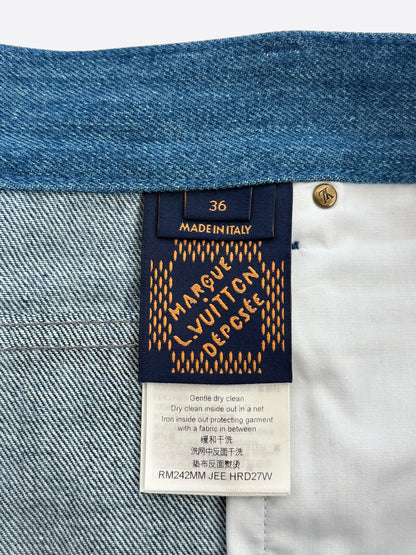 36
MADE IN ITALY
MARQUE
L.VUITTON
DÉPOSÉE
Gentle dry clean
Dry clean inside out in a net
Iron inside out protecting garment
with a fabric in between
缓和干洗
洗网中反面干洗
垫布反面熨烫
RM242MM JEE HRD27W
LV